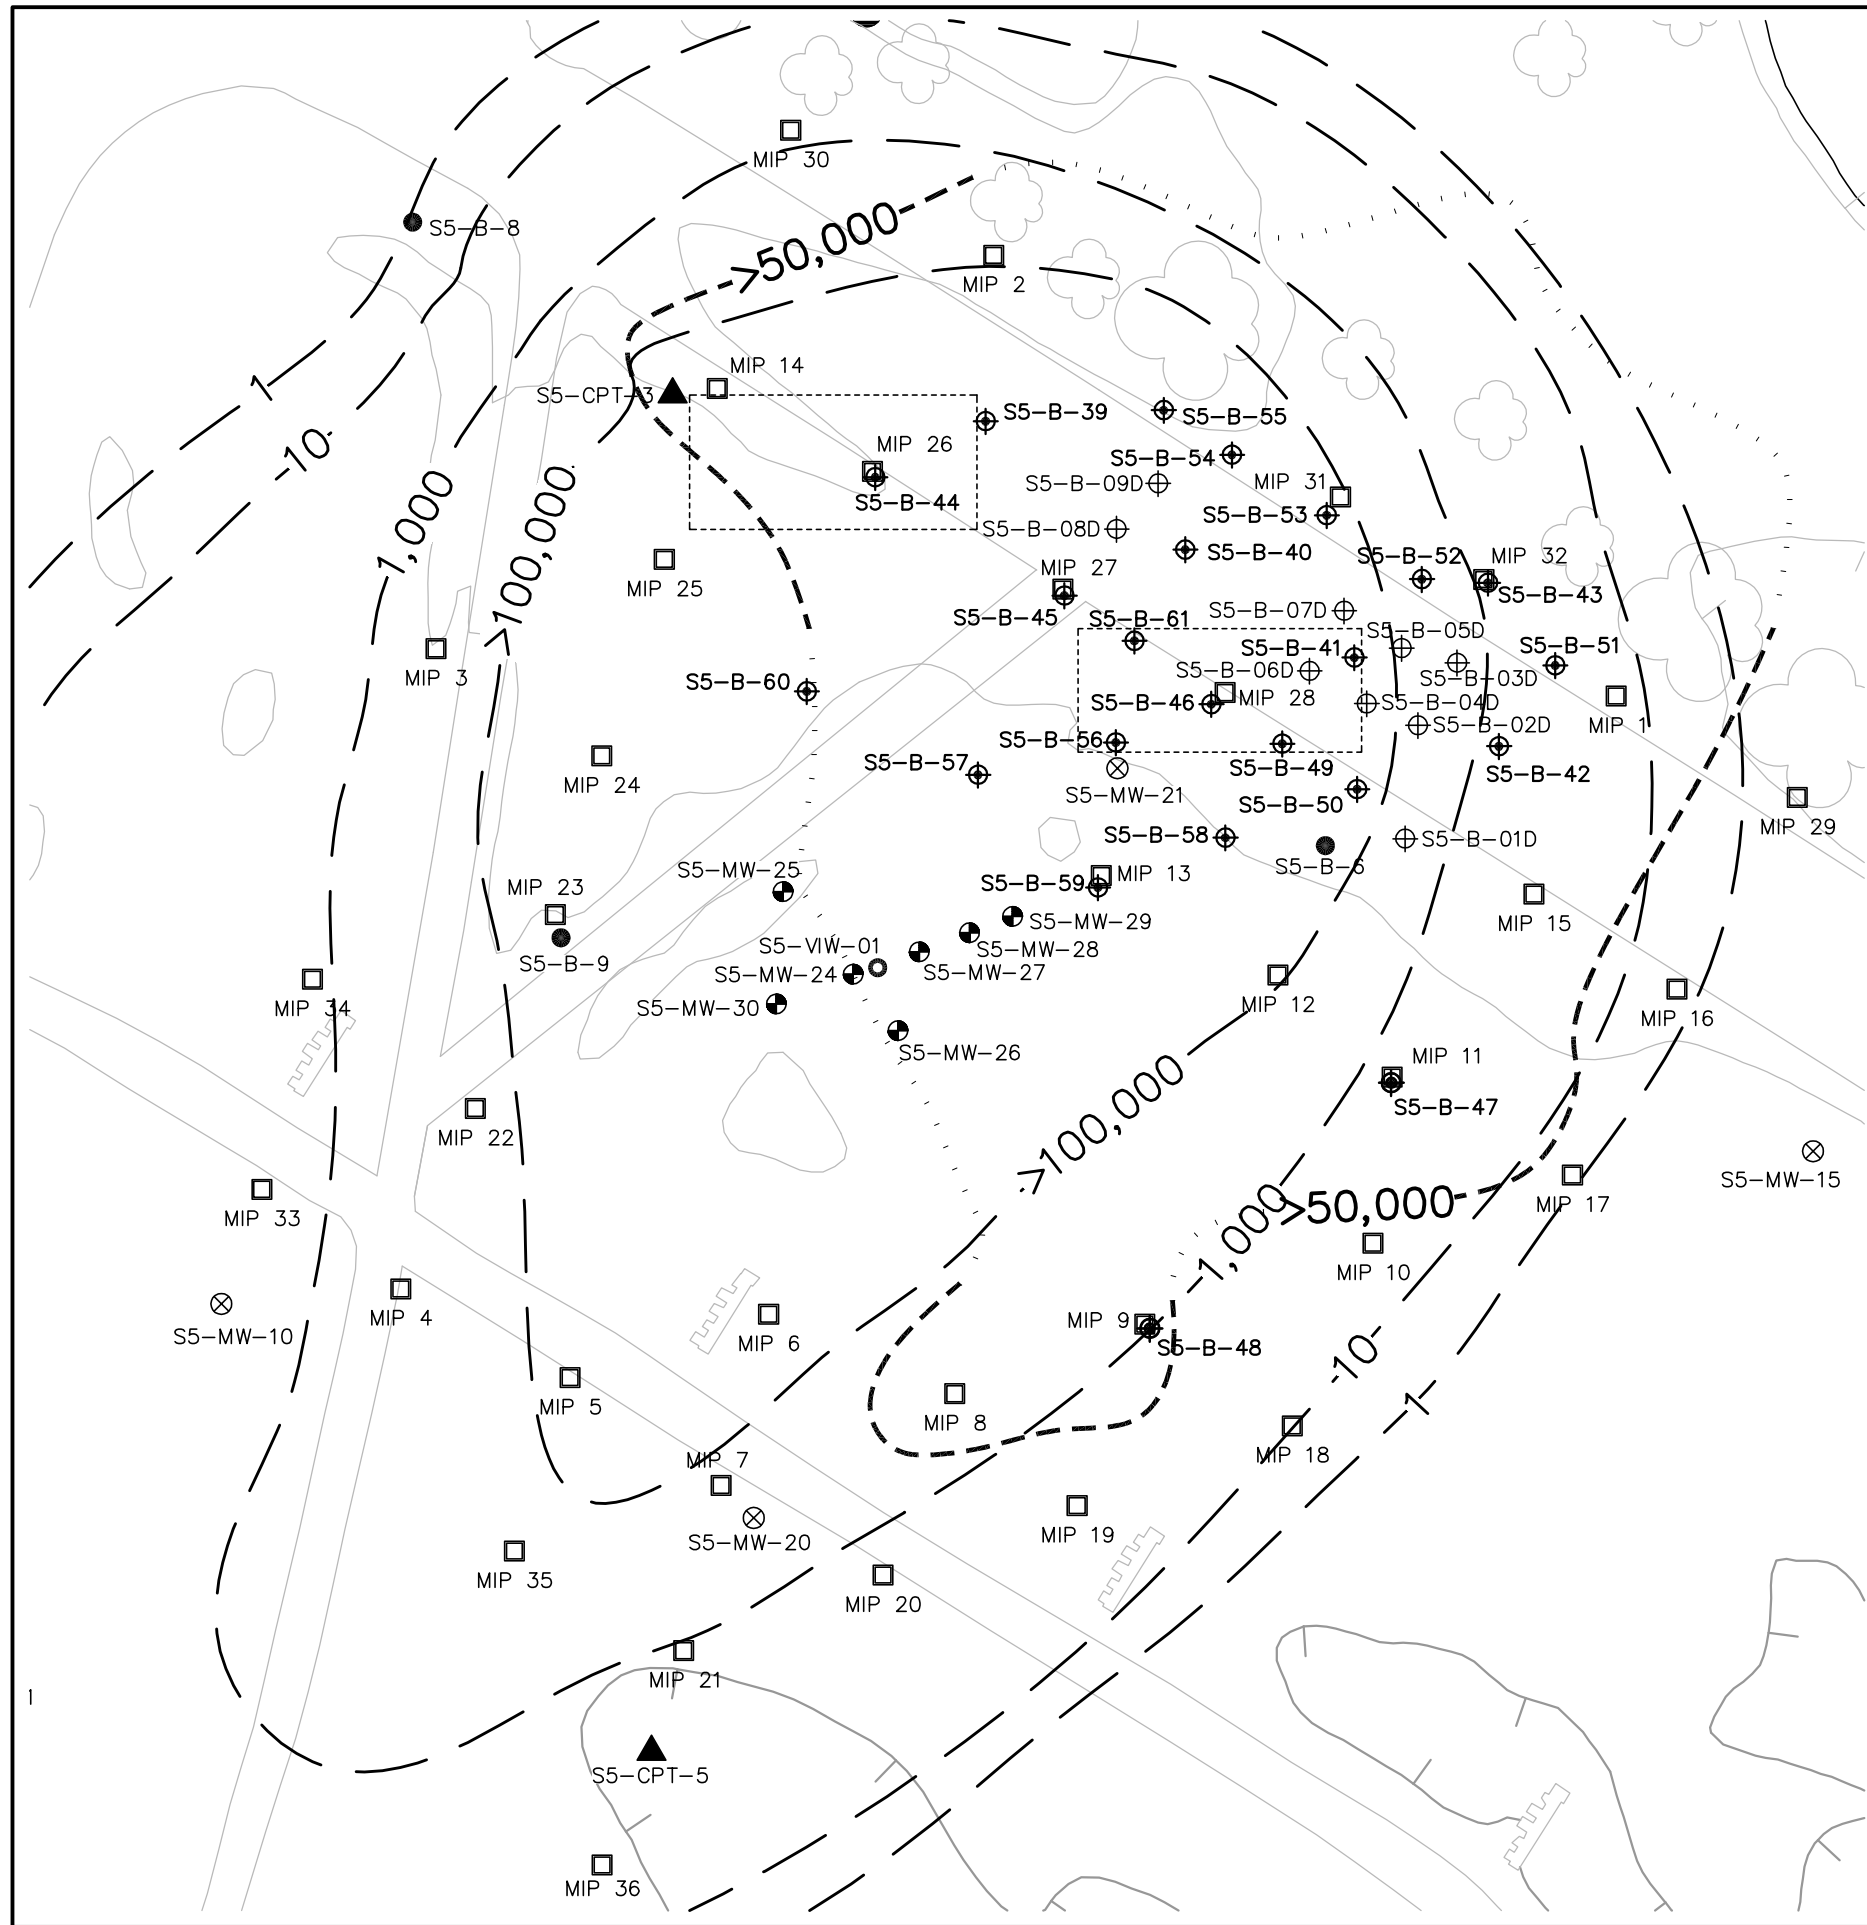 MIP 30
S5-B-8
>50,000
MIP 2
MIP 14
S5-CPT-3
1
S5-B-39
S5-B-55
MIP 26
-10-
S5-B-54
S5-B-09D
MIP 31
S5-B-44
1,000
>100,000
S5-B-53
S5-B-08D
S5-B-40
S5-B-52
MIP 32
MIP 27
MIP 25
S5-B-43
S5-B-45
S5-B-61
S5-B-07D
S5-B-05D
S5-B-51
S5-B-41
MIP 3
S5-B-06D
S5-B-03D
S5-B-60
MIP 28
S5-B-46
S5-B-04D
MIP 1
S5-B-02D
S5-B-56
S5-B-57
S5-B-49
S5-B-42
MIP 24
S5-MW-21
S5-B-50
MIP 29
S5-B-58
S5-B-01D
S5-B-6
S5-MW-25
MIP 13
MIP 23
S5-B-59
S5-MW-29
MIP 15
S5-VIW-01
S5-MW-28
S5-B-9
S5-MW-24
S5-MW-27
MIP 34
S5-MW-30
MIP 12
MIP 16
S5-MW-26
MIP 11
>100,000
S5-B-47
MIP 22
S5-MW-15
MIP 33
>50,000
MIP 17
-1,000
MIP 10
MIP 4
S5-MW-10
MIP 6
MIP 9
S5-B-48
-10-
MIP 5
MIP 8
-1
MIP 7
MIP 18
S5-MW-20
MIP 19
MIP 35
MIP 20
MIP 21
1
S5-CPT-5
MIP 36